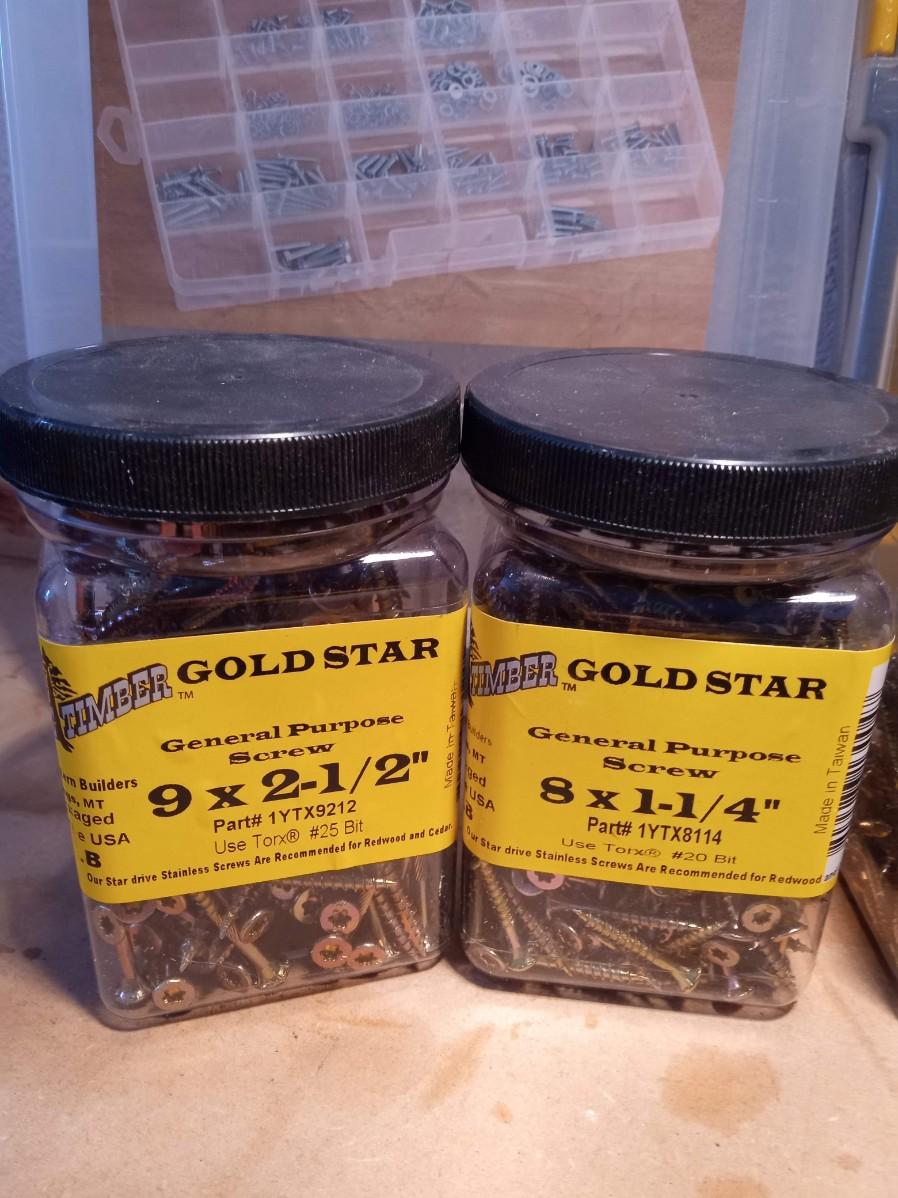 TIMBER™ GOLD STAR
General Purpose
Screw
9 x 2-1/2"
Part# 1YTX9212
Use Torx® #25 Bit
Our Star drive Stainless Screws Are Recommended for Redwood and Cedar.
Builders
MT
USA
Made in Taiwan
TIMBER™ GOLD STAR
General Purpose
Screw
8 x 1-1/4"
Part# 1YTX8114
Use Torx® #20 Bit
Our Star drive Stainless Screws Are Recommended for Redwood and
MT
USA
Made in Taiwan